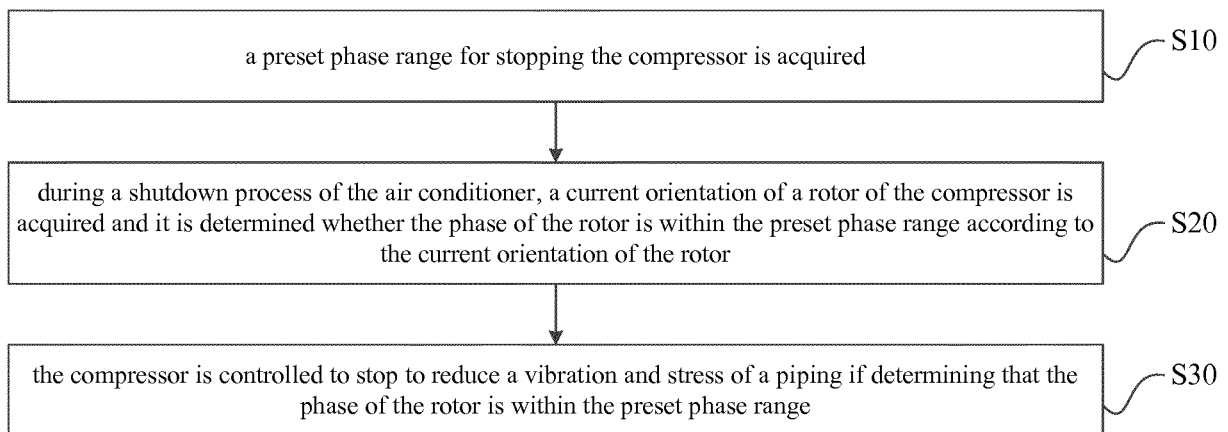 a preset phase range for stopping the compressor is acquired
S10
during a shutdown process of the air conditioner, a current orientation of a rotor of the compressor is
acquired and it is determined whether the phase of the rotor is within the preset phase range according to
the current orientation of the rotor
S20
the compressor is controlled to stop to reduce a vibration and stress of a piping if determining that the
phase of the rotor is within the preset phase range
S30